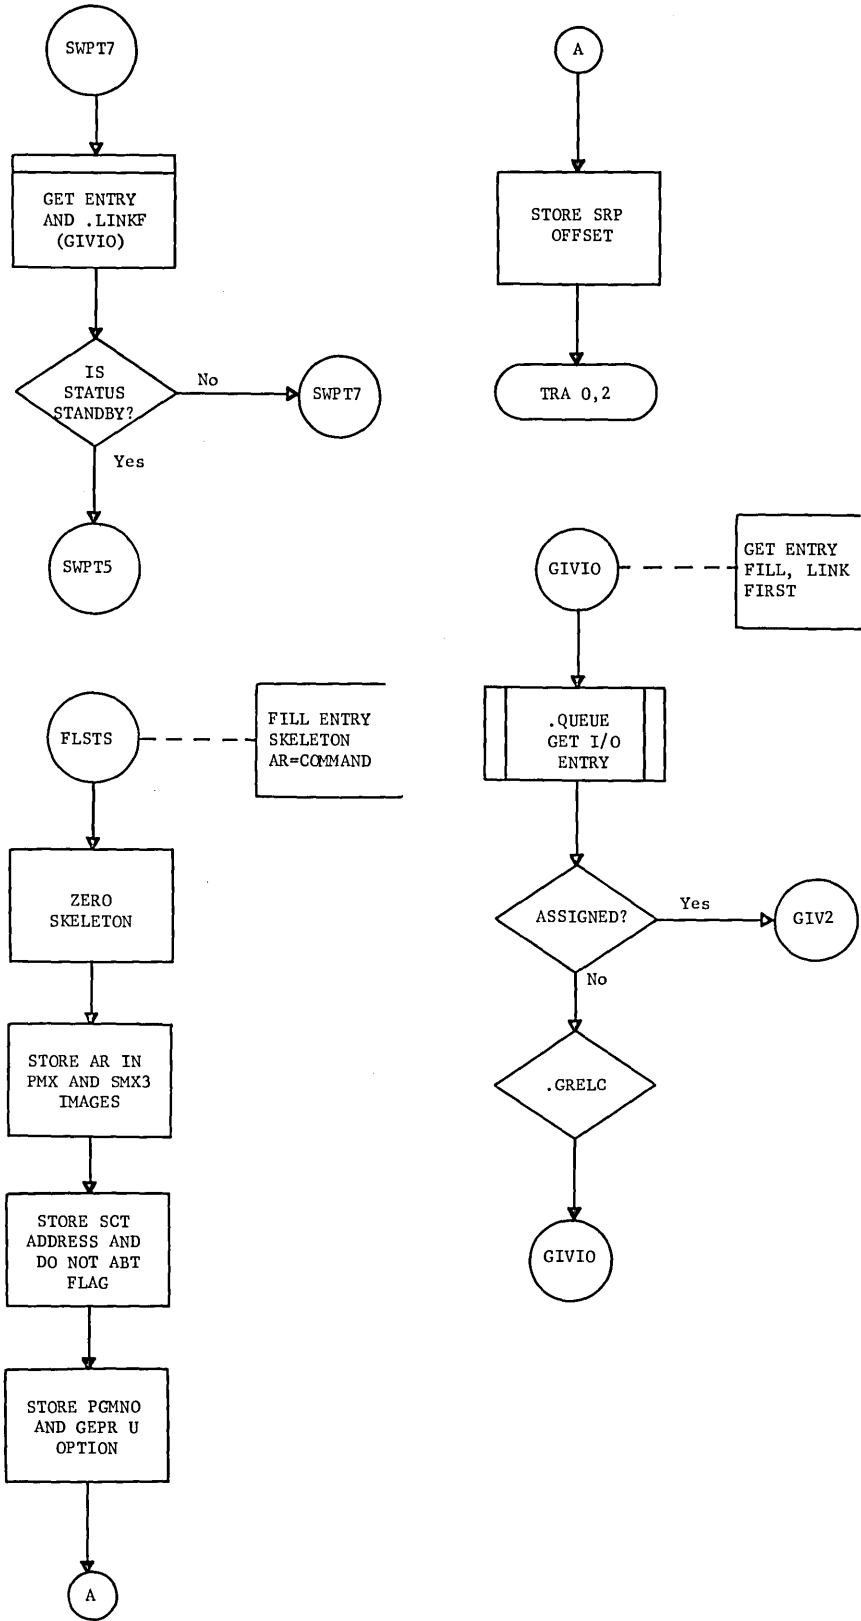 SWPT7
GET ENTRY
AND .LINKF
(GIVIO)
IS
STATUS
STANDBY?
No
SWPT7
Yes
SWPT5
FLSTS
FILL ENTRY
SKELETON
AR=COMMAND
ZERO
SKELETON
STORE AR IN
PMX AND SMX3
IMAGES
STORE SCT
ADDRESS AND
DO NOT ABT
FLAG
STORE PGMNO
AND GEPR U
OPTION
A
A
STORE SRP
OFFSET
TRA 0,2
GIVIO
GET ENTRY
FILL, LINK
FIRST
.QUEUE
GET I/O
ENTRY
ASSIGNED?
Yes
GIV2
No
.GRELC
GIVIO